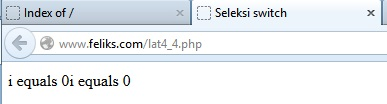 Index of /
Seleksi switch
www.feliks.com/lat4_4.php
i equals 0i equals 0